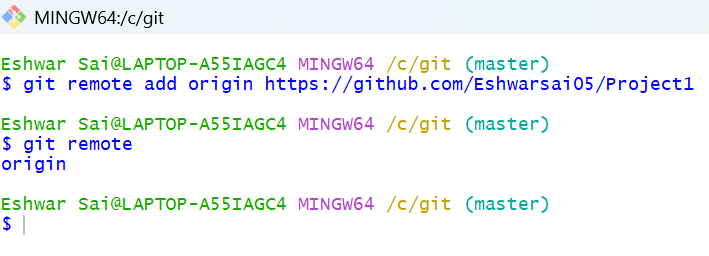 MINGW64:/c/git
Eshwar Sai@LAPTOP-A55IAGC4 MINGW64 /c/git (master)
$ git remote add origin https://github.com/Eshwarsai05/Project1
Eshwar Sai@LAPTOP-A55IAGC4 MINGW64 /c/git (master)
$ git remote
origin
Eshwar Sai@LAPTOP-A55IAGC4 MINGW64 /c/git (master)
$